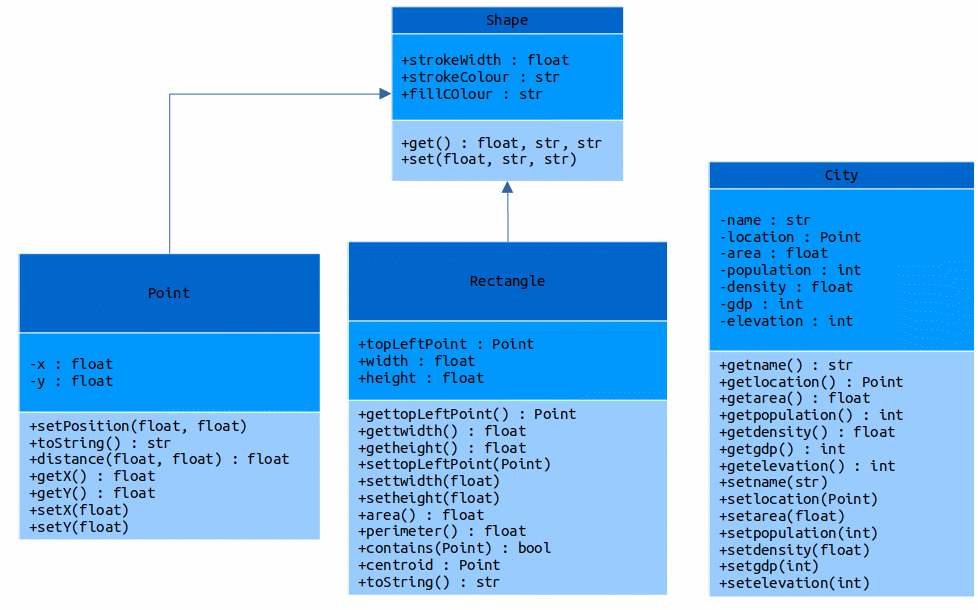 Shape
+strokeWidth : float
+strokeColour : str
+fillCOlour : str
+get() : float, str, str
+set(float, str, str)
Point
-x : float
-y : float
+setPosition(float, float)
+toString() : str
+distance(float, float) : float
+getX() : float
+getY() : float
+setX(float)
+setY(float)
Rectangle
+topLeftPoint : Point
+width : float
+height : float
+gettopLeftPoint() : Point
+gettwidth() : float
+getheight() : float
+settopLeftPoint(Point)
+settwidth(float)
+setheight(float)
+area() : float
+perimeter() : float
+contains(Point) : bool
+centroid : Point
+toString() : str
City
-name : str
-location : Point
-area : float
-population : int
-density : float
-gdp : int
-elevation : int
+getname() : str
+getlocation() : Point
+getarea() : float
+getpopulation() : int
+getdensity() : float
+getgdp() : int
+getelevation() : int
+setname(str)
+setlocation(Point)
+setarea(float)
+setpopulation(int)
+setdensity(float)
+setgdp(int)
+setelevation(int)